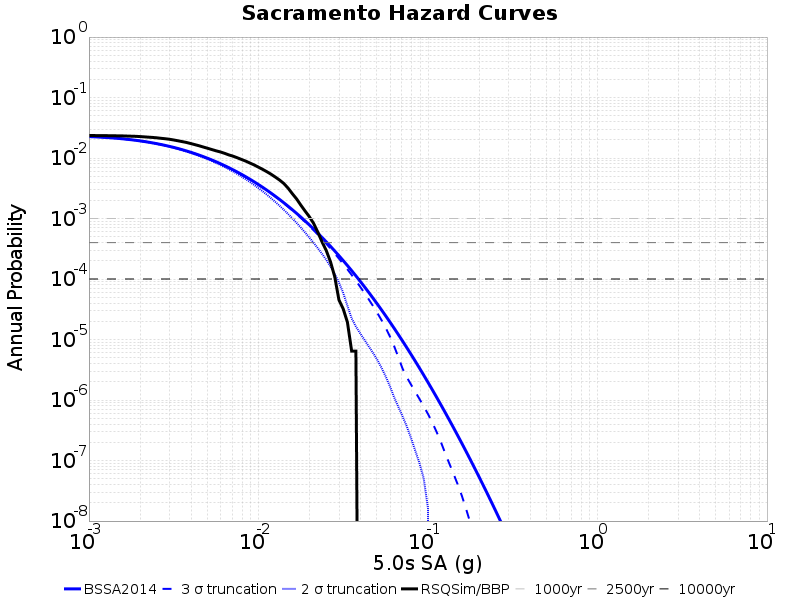 Sacramento Hazard Curves
10^0
10^-1
10^-2
10^-3
10^-4
10^-5
10^-6
10^-7
10^-8
Annual Probability
10^-3 10^-2 10^-1 10^0 10^1
5.0s SA (g)
BSSA2014 3 σ truncation 2 σ truncation RSQSim/BBP 1000yr 2500yr 10000yr